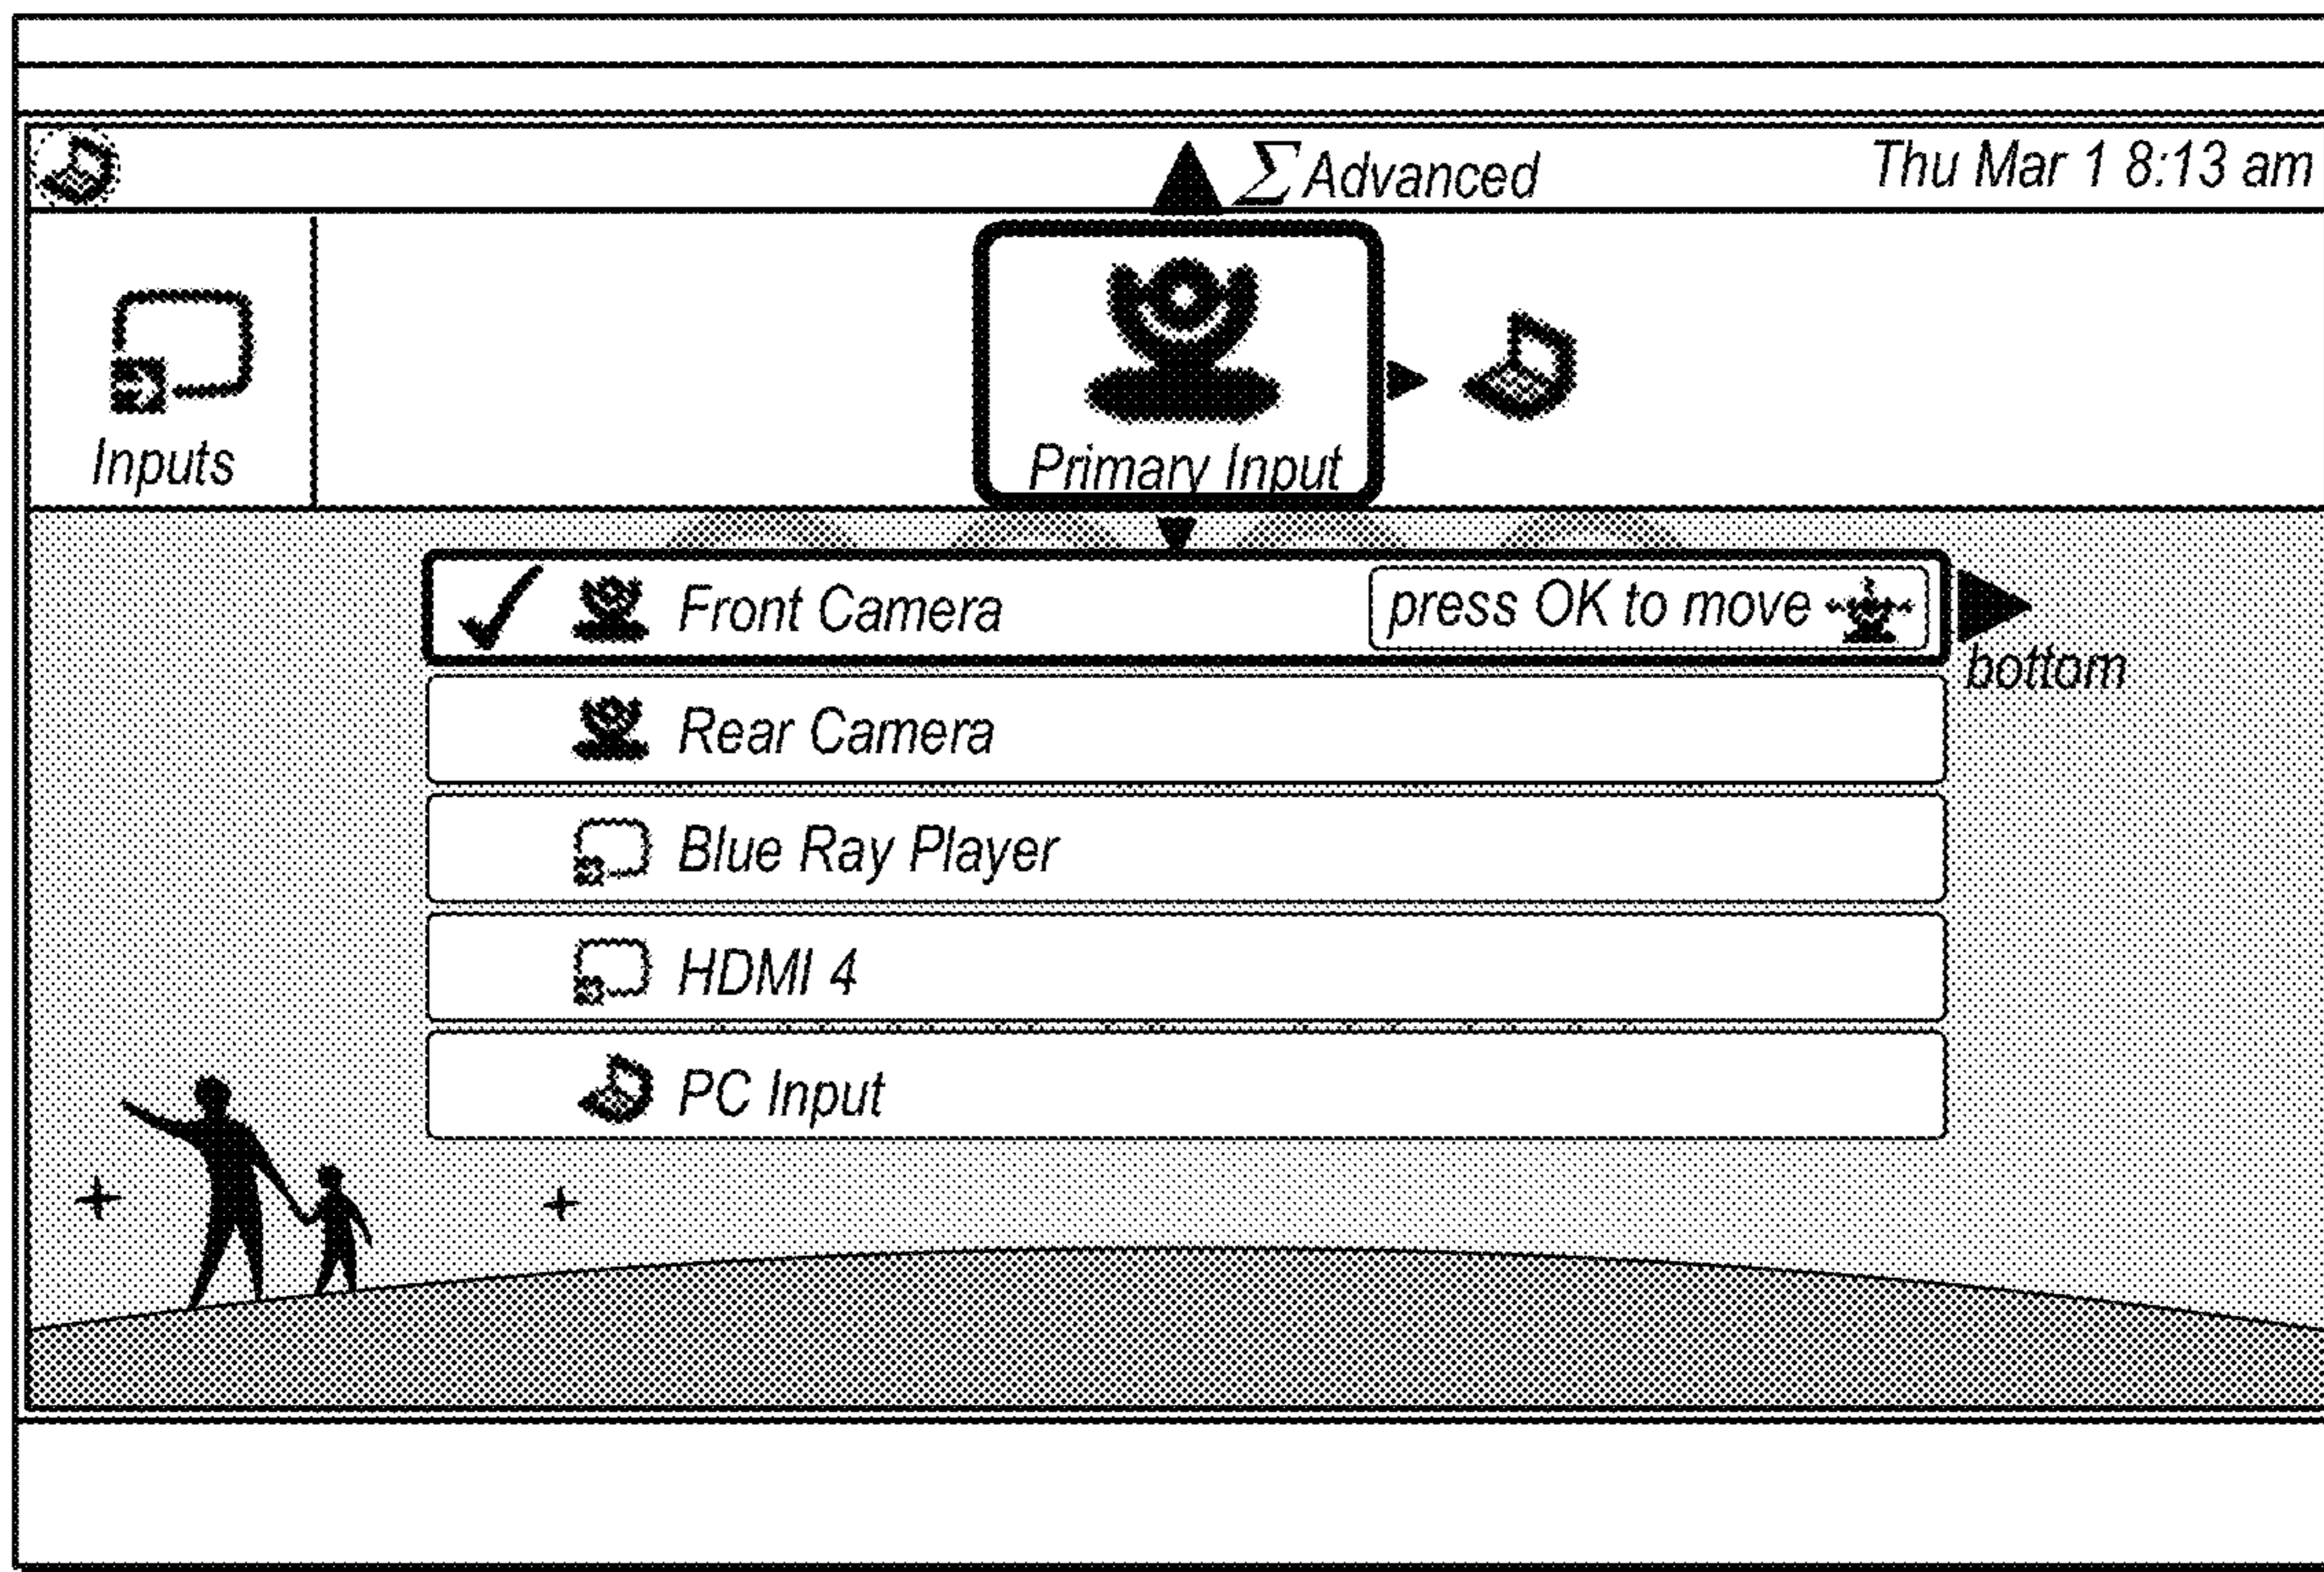 Σ Advanced
Thu Mar 1 8:13 am
Inputs
Primary Input
Front Camera
press OK to move
bottom
Rear Camera
Blue Ray Player
HDMI 4
PC Input